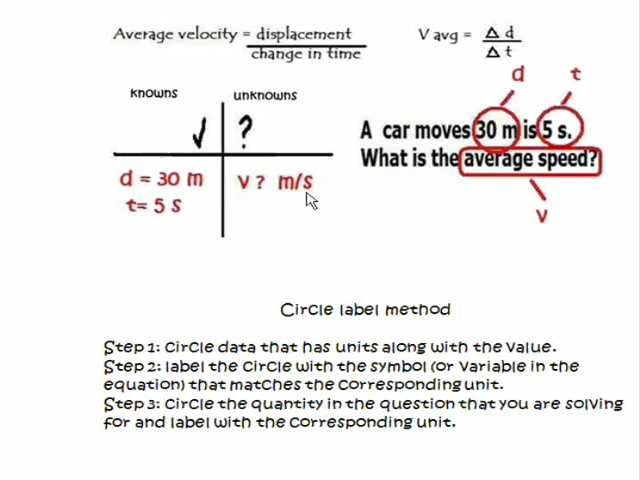 Average velocity = displacement
change in time
V avg = Δ d
Δ t
d t
knowns unknowns
✓ ?
A car moves 30 m is 5 s.
What is the average speed?
d = 30 m v ? m/s
t= 5 s
v
Circle label method
Step 1: Circle data that has units along with the value.
Step 2: label the circle with the symbol (or variable in the
equation) that matches the corresponding unit.
Step 3: Circle the quantity in the question that you are solving
for and label with the corresponding unit.